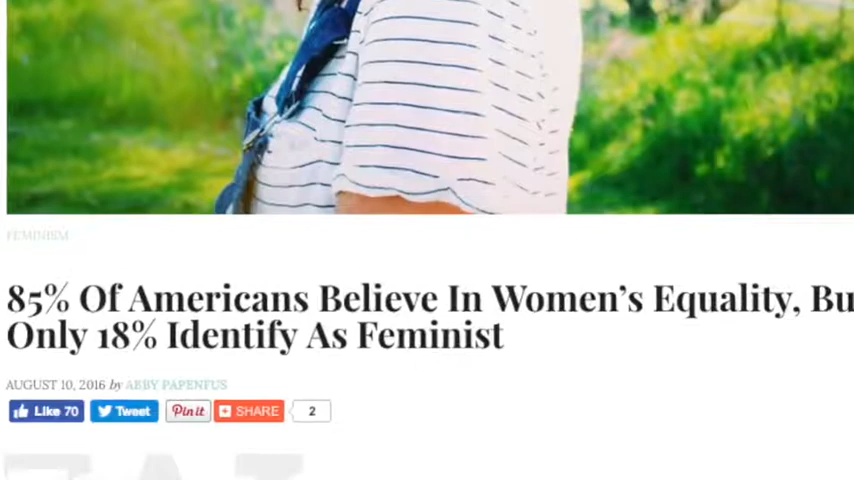 FEMINISM
85% Of Americans Believe In Women's Equality, Bu
Only 18% Identify As Feminist
AUGUST 10, 2016 by ABBY PAPENFUS
Like 70 Tweet Pin it SHARE 2